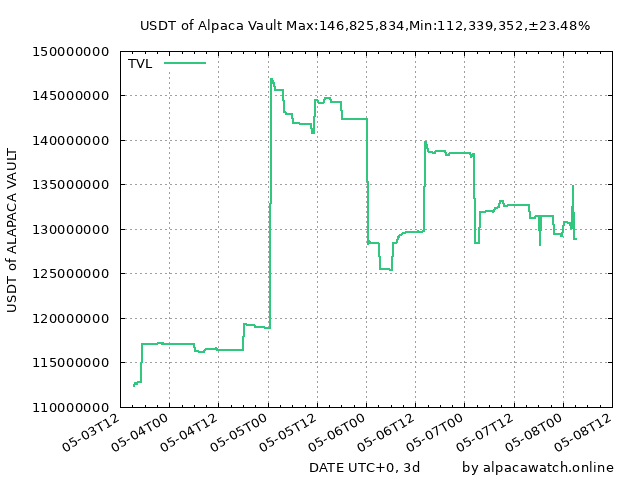 USDT of Alpaca Vault Max:146,825,834,Min:112,339,352,±23.48%
TVL
150000000
145000000
140000000
135000000
130000000
125000000
120000000
115000000
110000000
USDT of ALAPACA VAULT
05-03T12
05-04T00
05-04T12
05-05T00
05-05T12
05-06T00
05-06T12
05-07T00
05-07T12
05-08T00
05-08T12
DATE UTC+0, 3d
by alpacawatch.online